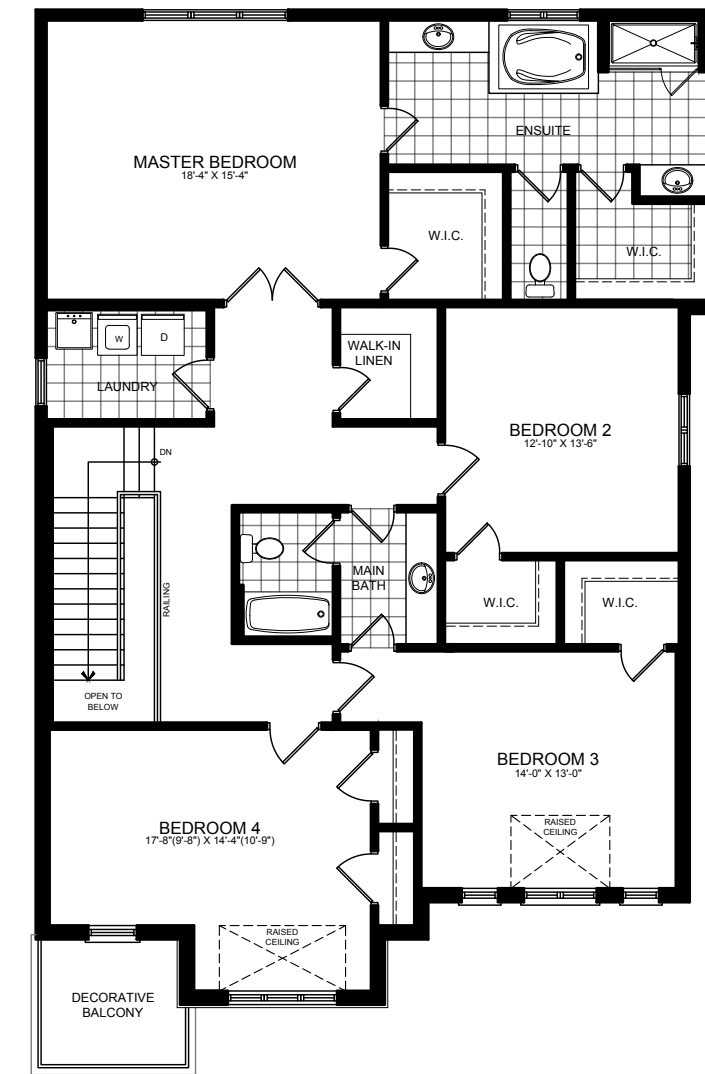 ENSUITE
MASTER BEDROOM
18'-4" X 15'-4"
W.I.C.
W.I.C.
W
D
LAUNDRY
WALK-IN
LINEN
BEDROOM 2
12'-10" X 13'-6"
DN
RAILING
MAIN
BATH
W.I.C.
W.I.C.
OPEN TO
BELOW
BEDROOM 3
14'-0" X 13'-0"
RAISED
CEILING
BEDROOM 4
17'-8"(9'-8") X 14'-4"(10'-9")
RAISED
CEILING
DECORATIVE
BALCONY